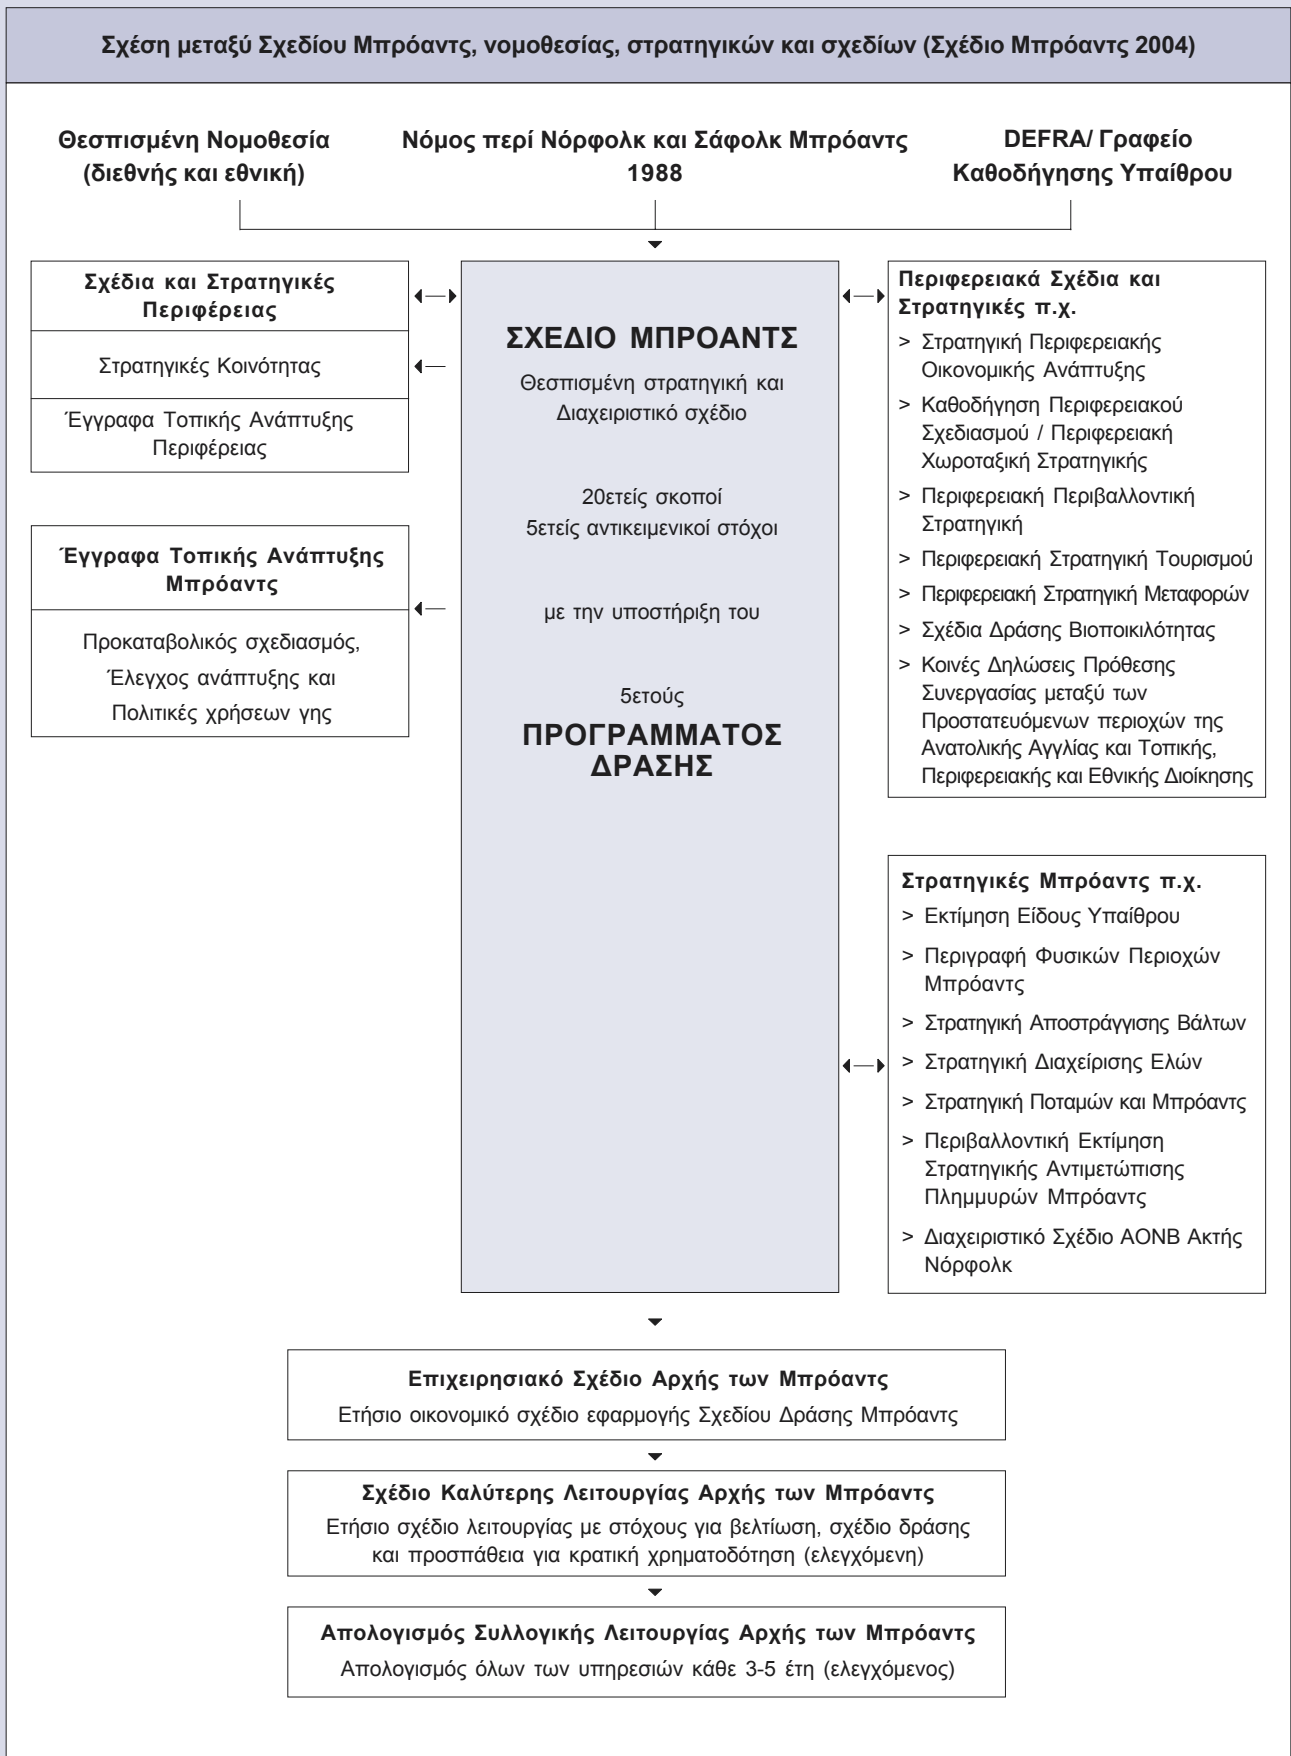 Σχέση μεταξύ Σχεδίου Μπρόαντς, νομοθεσίας, στρατηγικών και σχεδίων (Σχέδιο Μπρόαντς 2004)
Θεσπισμένη Νομοθεσία
(διεθνής και εθνική)
Νόμος περί Νόρφολκ και Σάφολκ Μπρόαντς
1988
DEFRA/ Γραφείο
Καθοδήγησης Υπαίθρου
Σχέδια και Στρατηγικές
Περιφέρειας
Στρατηγικές Κοινότητας
Έγγραφα Τοπικής Ανάπτυξης
Περιφέρειας
Έγγραφα Τοπικής Ανάπτυξης
Μπρόαντς
Προκαταβολικός σχεδιασμός,
Έλεγχος ανάπτυξης και
Πολιτικές χρήσεων γης
ΣΧΕΔΙΟ ΜΠΡΟΑΝΤΣ
Θεσπισμένη στρατηγική και
Διαχειριστικό σχέδιο
20ετείς σκοποί
5ετείς αντικειμενικοί στόχοι
με την υποστήριξη του
5ετούς
ΠΡΟΓΡΑΜΜΑΤΟΣ
ΔΡΑΣΗΣ
Περιφερειακά Σχέδια και
Στρατηγικές π.χ.
> Στρατηγική Περιφερειακής
Οικονομικής Ανάπτυξης
> Καθοδήγηση Περιφερειακού
Σχεδιασμού / Περιφερειακή
Χωροταξική Στρατηγικής
> Περιφερειακή Περιβαλλοντική
Στρατηγική
> Περιφερειακή Στρατηγική Τουρισμού
> Περιφερειακή Στρατηγική Μεταφορών
> Σχέδια Δράσης Βιοποικιλότητας
> Κοινές Δηλώσεις Πρόθεσης
Συνεργασίας μεταξύ των
Προστατευόμενων περιοχών της
Ανατολικής Αγγλίας και Τοπικής,
Περιφερειακής και Εθνικής Διοίκησης
Στρατηγικές Μπρόαντς π.χ.
> Εκτίμηση Είδους Υπαίθρου
> Περιγραφή Φυσικών Περιοχών
Μπρόαντς
> Στρατηγική Αποστράγγισης Βάλτων
> Στρατηγική Διαχείρισης Ελών
> Στρατηγική Ποταμών και Μπρόαντς
> Περιβαλλοντική Εκτίμηση
Στρατηγικής Αντιμετώπισης
Πλημμυρών Μπρόαντς
> Διαχειριστικό Σχέδιο ΑΟΝΒ Ακτής
Νόρφολκ
Επιχειρησιακό Σχέδιο Αρχής των Μπρόαντς
Ετήσιο οικονομικό σχέδιο εφαρμογής Σχεδίου Δράσης Μπρόαντς
Σχέδιο Καλύτερης Λειτουργίας Αρχής των Μπρόαντς
Ετήσιο σχέδιο λειτουργίας με στόχους για βελτίωση, σχέδιο δράσης
και προσπάθεια για κρατική χρηματοδότηση (ελεγχόμενη)
Απολογισμός Συλλογικής Λειτουργίας Αρχής των Μπρόαντς
Απολογισμός όλων των υπηρεσιών κάθε 3-5 έτη (ελεγχόμενος)